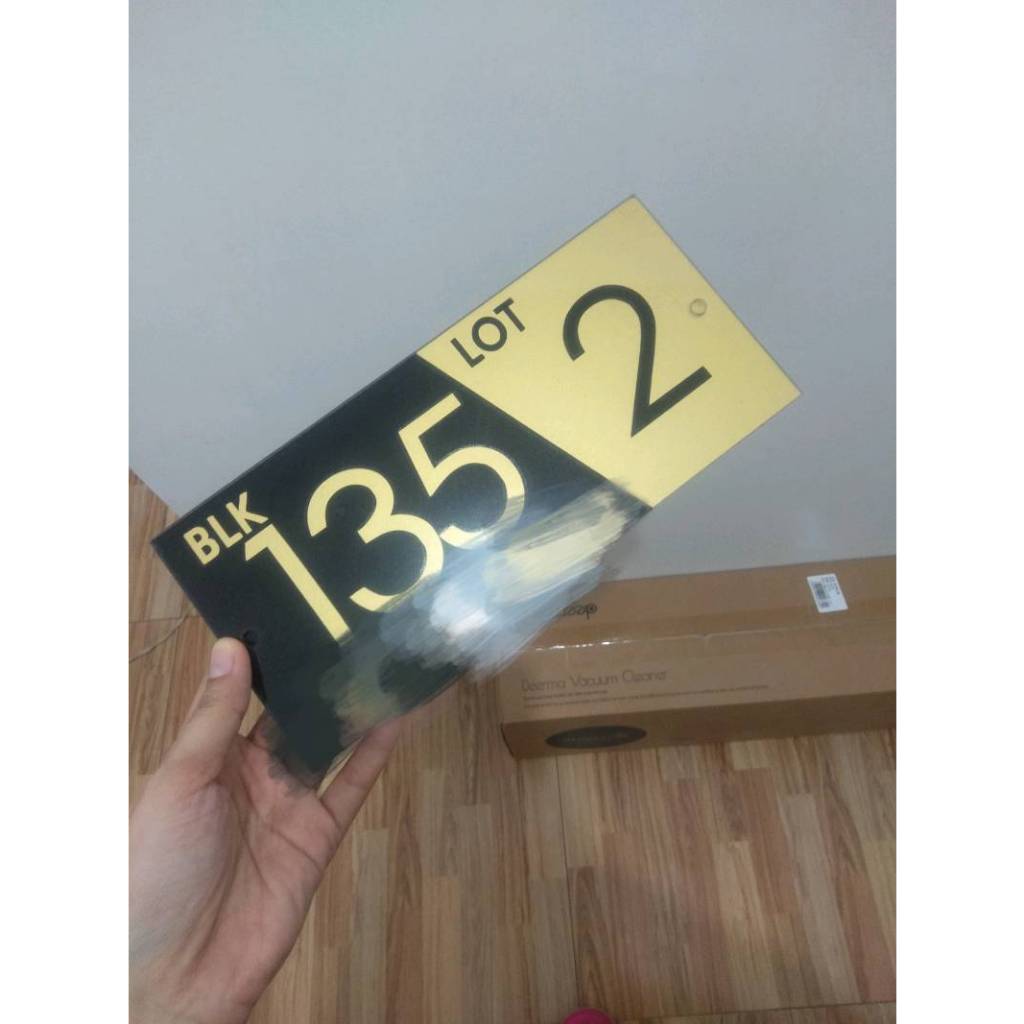 BLK
135
LOT
2
Deerma Vacuum Cleaner